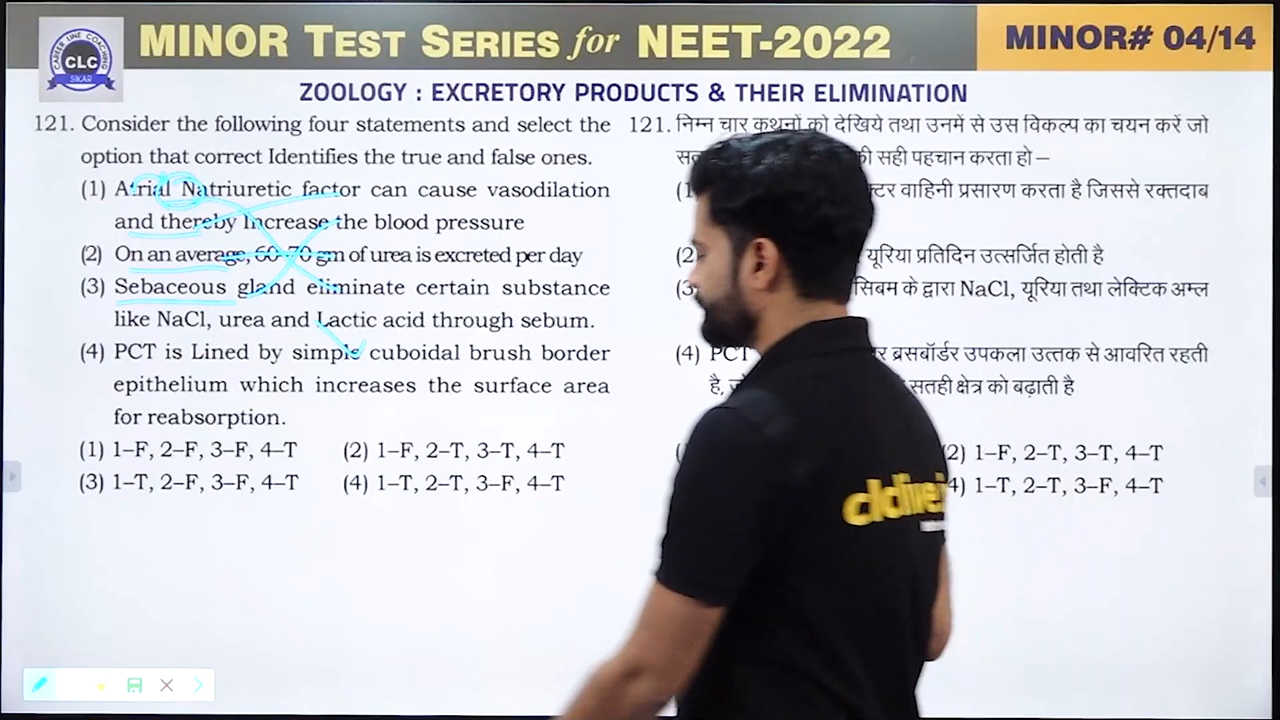 CAREER LINE COACHING
CLC
SIKAR
MINOR TEST SERIES for NEET-2022
MINOR# 04/14
ZOOLOGY : EXCRETORY PRODUCTS & THEIR ELIMINATION
121. Consider the following four statements and select the
option that correct Identifies the true and false ones.
(1) Atrial Natriuretic factor can cause vasodilation
and thereby Increase the blood pressure
(2) On an average, 60-70 gm of urea is excreted per day
(3) Sebaceous gland eliminate certain substance
like NaCl, urea and Lactic acid through sebum.
(4) PCT is Lined by simple cuboidal brush border
epithelium which increases the surface area
for reabsorption.
(1) 1–F, 2–F, 3–F, 4–T (2) 1–F, 2–T, 3–T, 4–T
(3) 1–T, 2–F, 3–F, 4–T (4) 1–T, 2–T, 3–F, 4–T
121. निम्न चार कथनों को देखिये तथा उनमें से उस विकल्प का चयन करें जो
की सही पहचान करता हो –
वाहिनी प्रसारण करता है जिससे रक्तदाब
(2) यूरिया प्रतिदिन उत्सर्जित होती है
(3 सिबम के द्वारा NaCl, यूरिया तथा लेक्टिक अम्ल
(4) PCT ब्रसबॉर्डर उपकला उत्तक से आवरित रहती
है, सतही क्षेत्र को बढ़ाती है
2) 1–F, 2–T, 3–T, 4–T
4) 1–T, 2–T, 3–F, 4–T